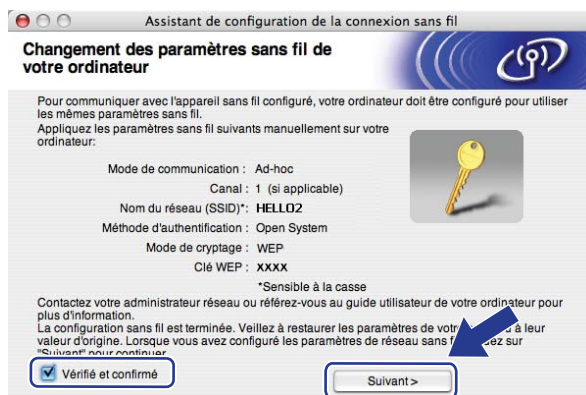 Assistant de configuration de la connexion sans fil
Changement des paramètres sans fil de
votre ordinateur
Pour communiquer avec l'appareil sans fil configuré, votre ordinateur doit être configuré pour utiliser
les mêmes paramètres sans fil.
Appliquez les paramètres sans fil suivants manuellement sur votre
ordinateur:
Mode de communication : Ad-hoc
Canal : 1 (si applicable)
Nom du réseau (SSID)*: HELLO2
Méthode d'authentification : Open System
Mode de cryptage : WEP
Clé WEP : XXXX
*Sensible à la casse
Contactez votre administrateur réseau ou référez-vous au guide utilisateur de votre ordinateur pour
plus d'information.
La configuration sans fil est terminée. Veillez à restaurer les paramètres de à leur
valeur d'origine. Lorsque vous avez configuré les paramètres de réseau sans sur
"Suivant" pour continuer
Vérifié et confirmé
Suivant >